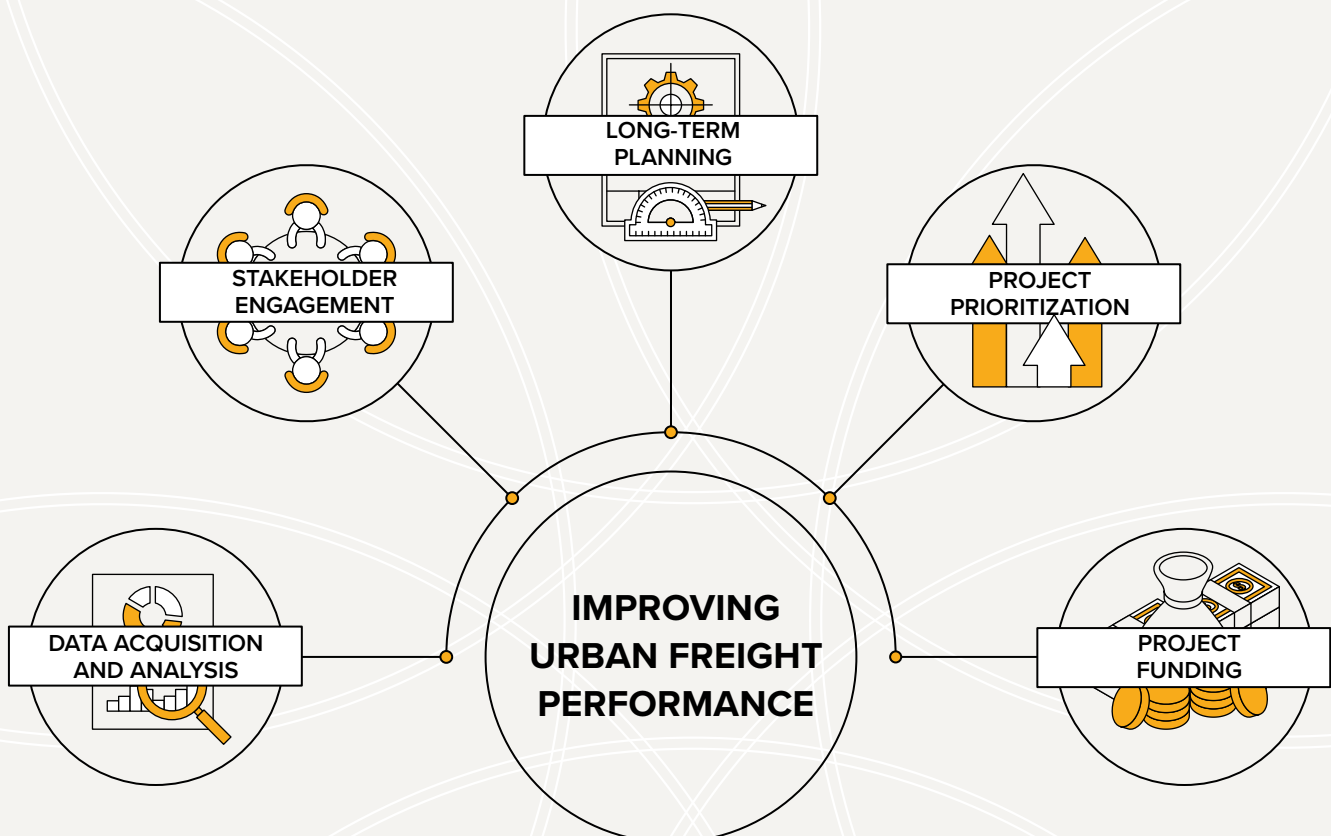 LONG-TERM
PLANNING
STAKEHOLDER
ENGAGEMENT
PROJECT
PRIORITIZATION
DATA ACQUISITION
AND ANALYSIS
IMPROVING
URBAN FREIGHT
PERFORMANCE
PROJECT
FUNDING